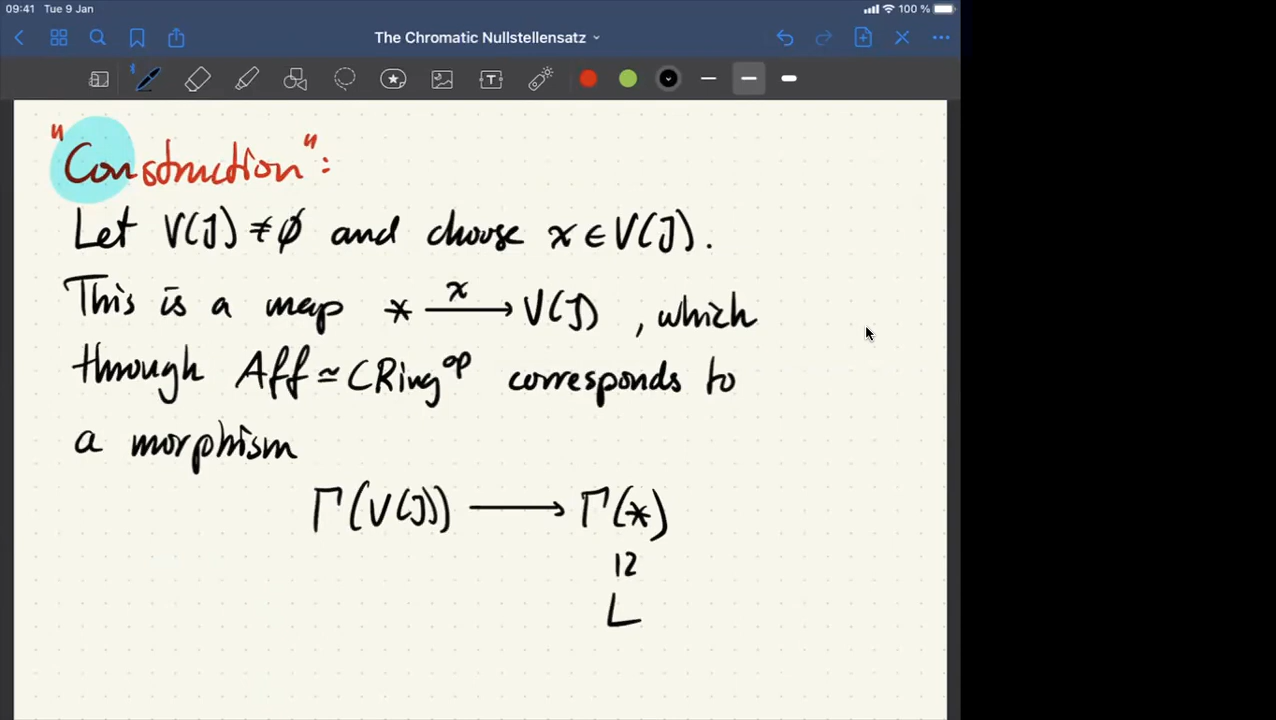 09:41 Tue 9 Jan 100 %
The Chromatic Nullstellensatz
"Construction":
Let V(J) ≠ ∅ and choose x ∈ V(J).
This is a map * —x→ V(J), which
through Aff ≃ CRing^op corresponds to
a morphism
Γ(V(J)) ⟶ Γ(*)
≃
L